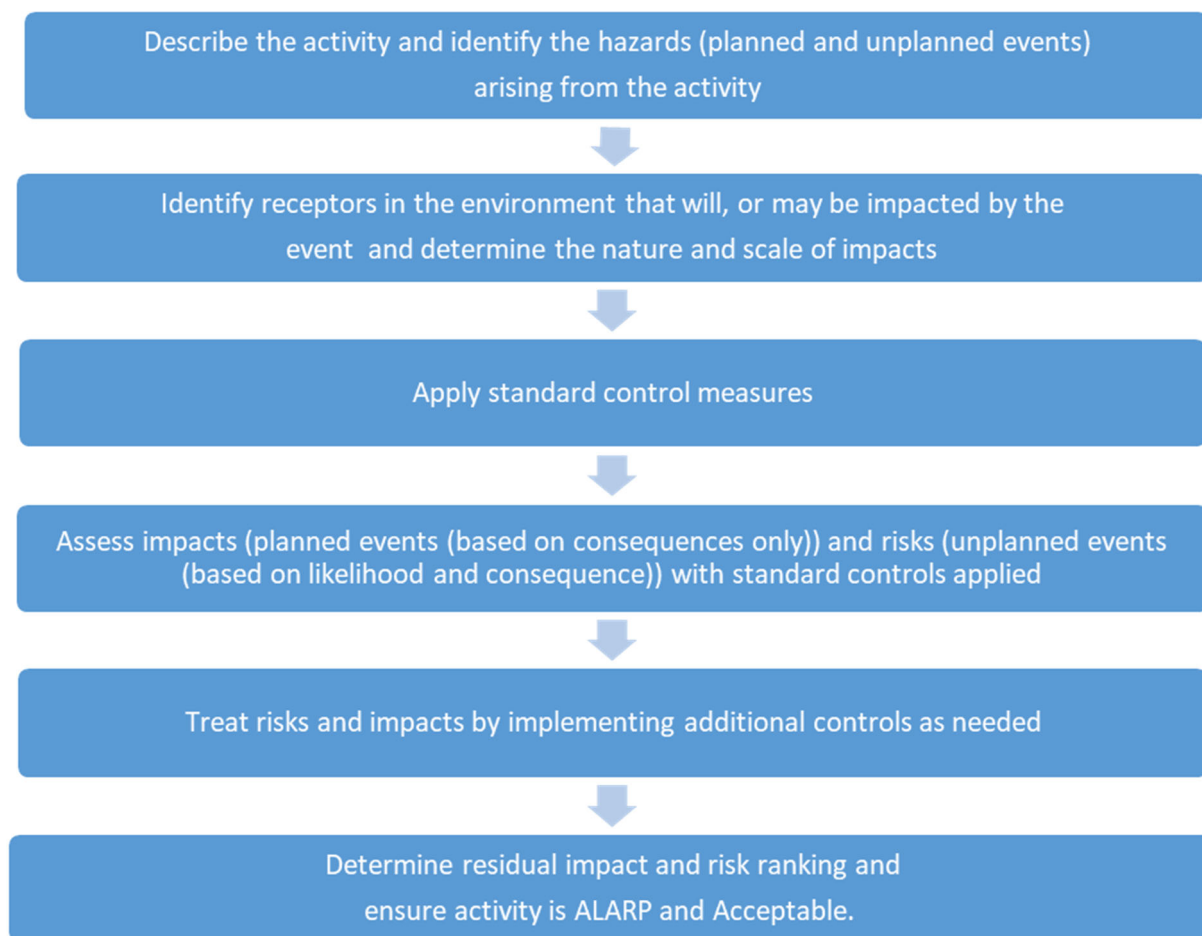 Describe the activity and identify the hazards (planned and unplanned events)
arising from the activity
Identify receptors in the environment that will, or may be impacted by the
event  and determine the nature and scale of impacts
Apply standard control measures
Assess impacts (planned events (based on consequences only)) and risks (unplanned events
(based on likelihood and consequence)) with standard controls applied
Treat risks and impacts by implementing additional controls as needed
Determine residual impact and risk ranking and
ensure activity is ALARP and Acceptable.